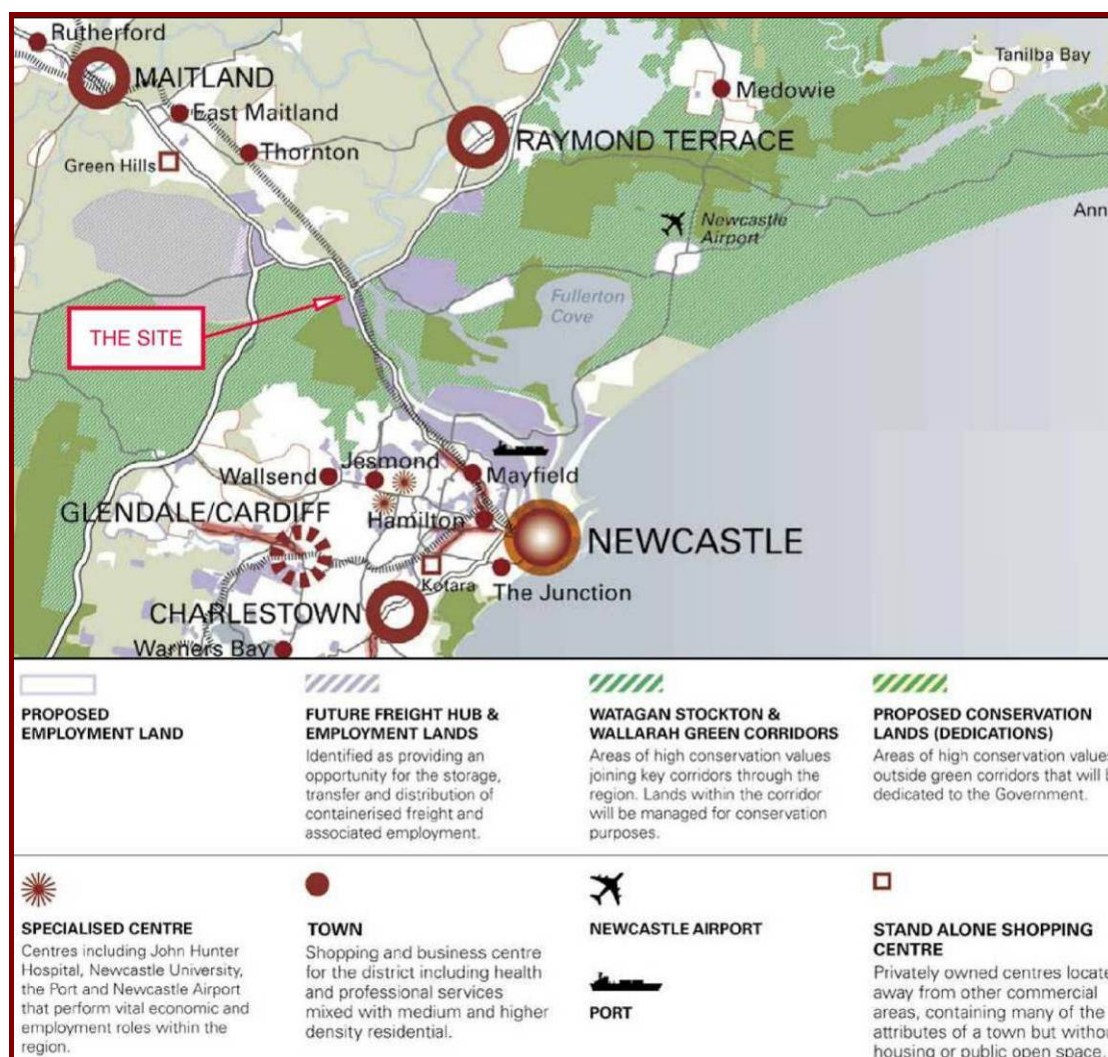 Rutherford
MAITLAND
East Maitland
Thornton
Green Hills
RAYMOND TERRACE
Medowie
Tanilba Bay
Newcastle
Airport
Ann
THE SITE
Fullerton
Cove
Wallsend
Jesmond
Mayfield
GLENDALE/CARDIFF
Hamilton
NEWCASTLE
Kotara
The Junction
CHARLESTOWN
Warners Bay
PROPOSED
EMPLOYMENT LAND
FUTURE FREIGHT HUB &
EMPLOYMENT LANDS
Identified as providing an
opportunity for the storage,
transfer and distribution of
containerised freight and
associated employment.
WATAGAN STOCKTON &
WALLARAH GREEN CORRIDORS
Areas of high conservation values
joining key corridors through the
region. Lands within the corridor
will be managed for conservation
purposes.
PROPOSED CONSERVATION
LANDS (DEDICATIONS)
Areas of high conservation values
outside green corridors that will b
dedicated to the Government.
SPECIALISED CENTRE
Centres including John Hunter
Hospital, Newcastle University,
the Port and Newcastle Airport
that perform vital economic and
employment roles within the
region.
TOWN
Shopping and business centre
for the district including health
and professional services
mixed with medium and higher
density residential.
NEWCASTLE AIRPORT
PORT
STAND ALONE SHOPPING
CENTRE
Privately owned centres locate
away from other commercial
areas, containing many of the
attributes of a town but withou
housing or public open space.